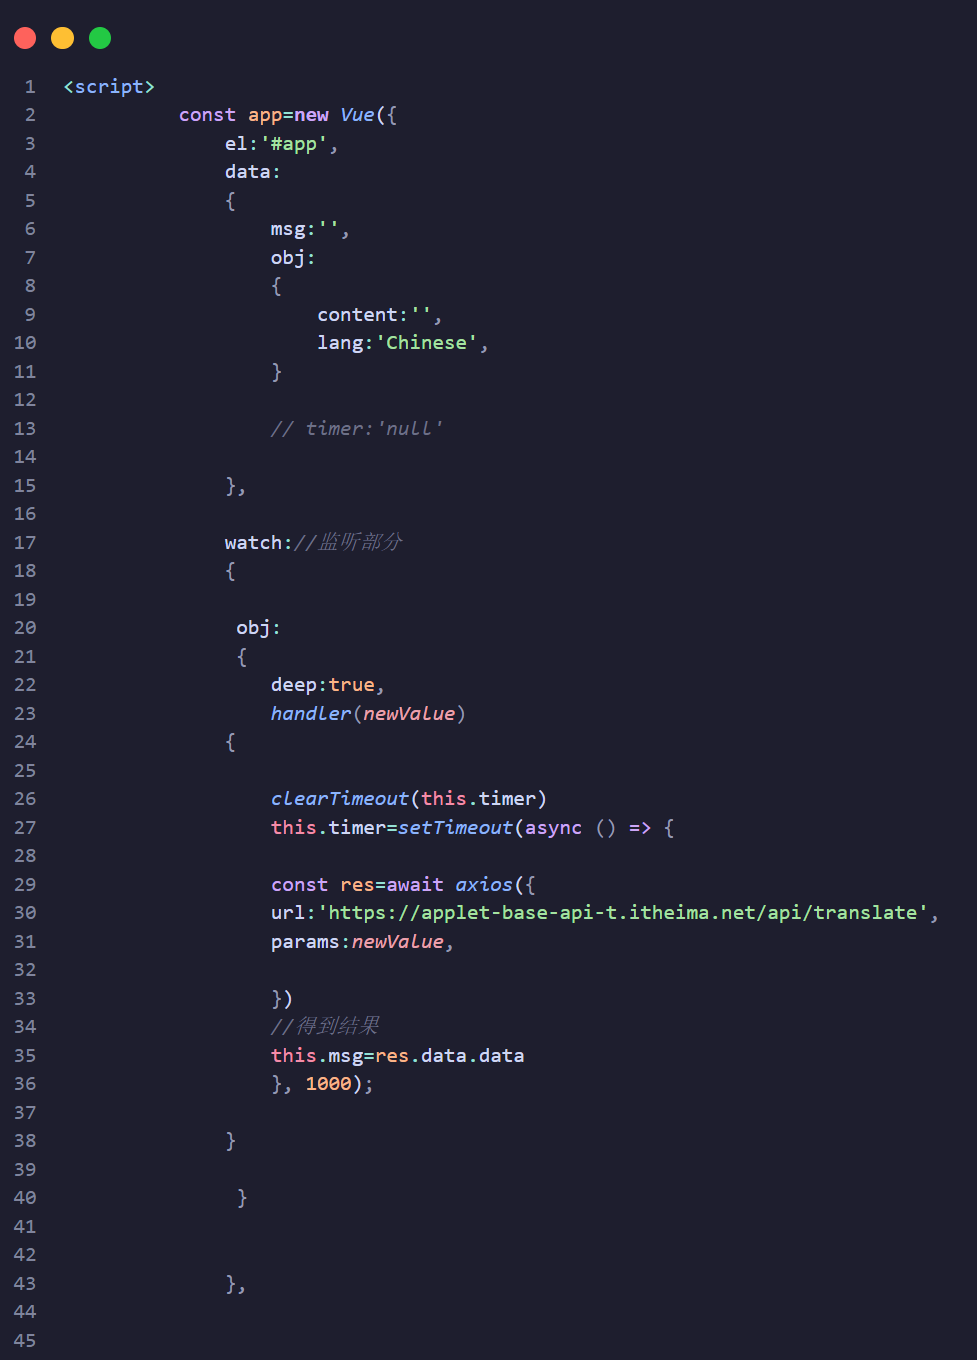 1 <script>
2 const app=new Vue({
3 el:'#app',
4 data:
5 {
6 msg:'',
7 obj:
8 {
9 content:'',
10 lang:'Chinese',
11 }
12
13 // timer:'null'
14
15 },
16
17 watch://监听部分
18 {
19
20 obj:
21 {
22 deep:true,
23 handler(newValue)
24 {
25
26 clearTimeout(this.timer)
27 this.timer=setTimeout(async () => {
28
29 const res=await axios({
30 url:'https://applet-base-api-t.itheima.net/api/translate',
31 params:newValue,
32
33 })
34 //得到结果
35 this.msg=res.data.data
36 }, 1000);
37
38 }
39
40 }
41
42
43 },
44
45